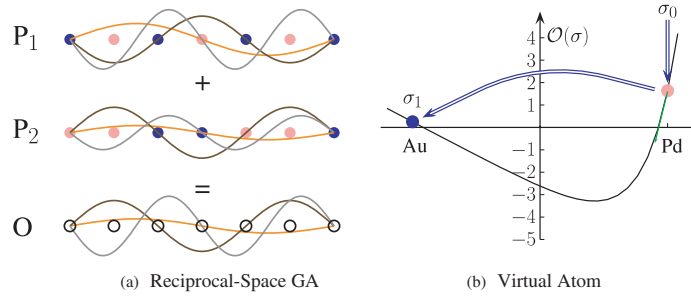 P₁
+
P₂
=
O
(a) Reciprocal-Space GA
σ₀
O(σ)
4
3
2
1
σ₁
Au
Pd
−1
−2
−3
−4
−5
(b) Virtual Atom